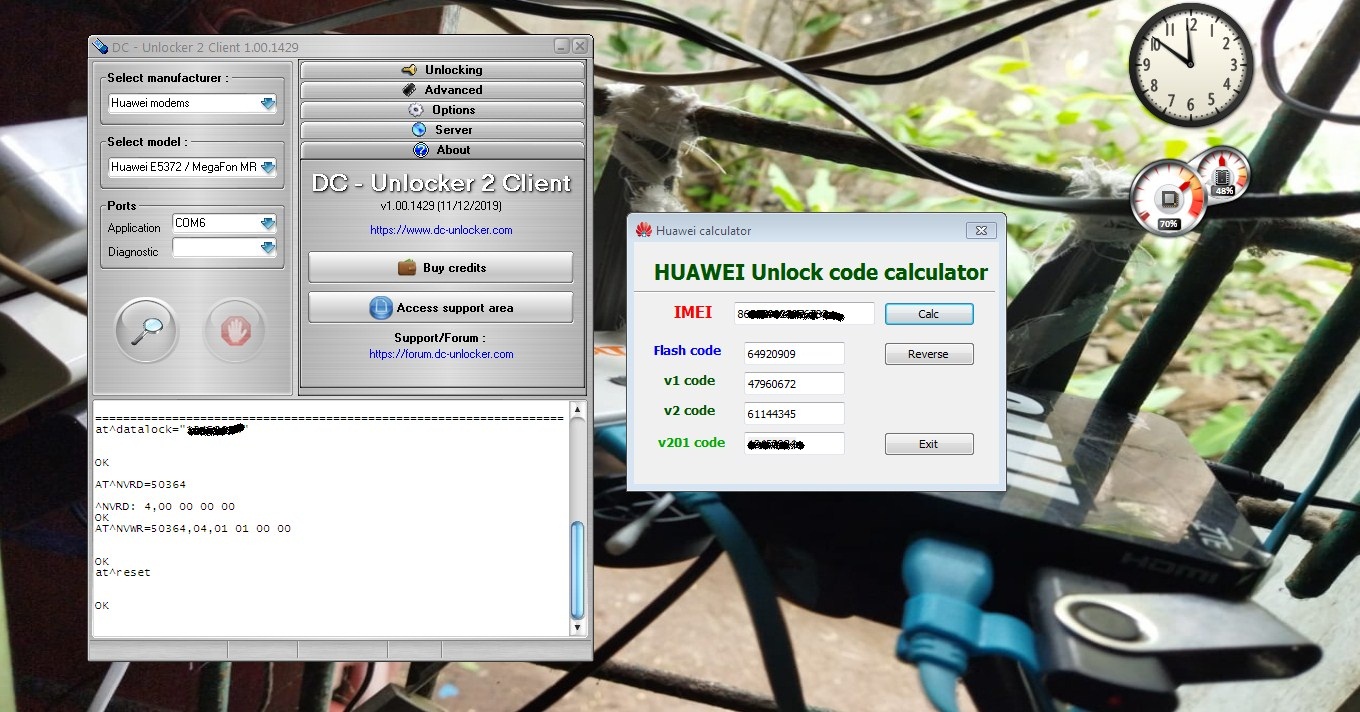 DC - Unlocker 2 Client 1.00.1429
Select manufacturer :
Huawei modems
Select model :
Huawei E5372 / MegaFon MR
Ports
Application COM6
Diagnostic
Unlocking
Advanced
Options
Server
About
DC - Unlocker 2 Client
v1.00.1429 (11/12/2019)
https://www.dc-unlocker.com
Buy credits
Access support area
Support/Forum :
https://forum.dc-unlocker.com
at^datalock="
OK
AT^NVRD=50364
^NVRD: 4,00 00 00 00
OK
AT^NVWR=50364,04,01 01 00 00
OK
at^reset
OK
Huawei calculator
HUAWEI Unlock code calculator
IMEI Calc
Flash code 64920909 Reverse
v1 code 47960672
v2 code 61144345
v201 code Exit
12
1
2
3
4
5
6
7
8
9
10
11
48%
70%
ZTE
HDMI